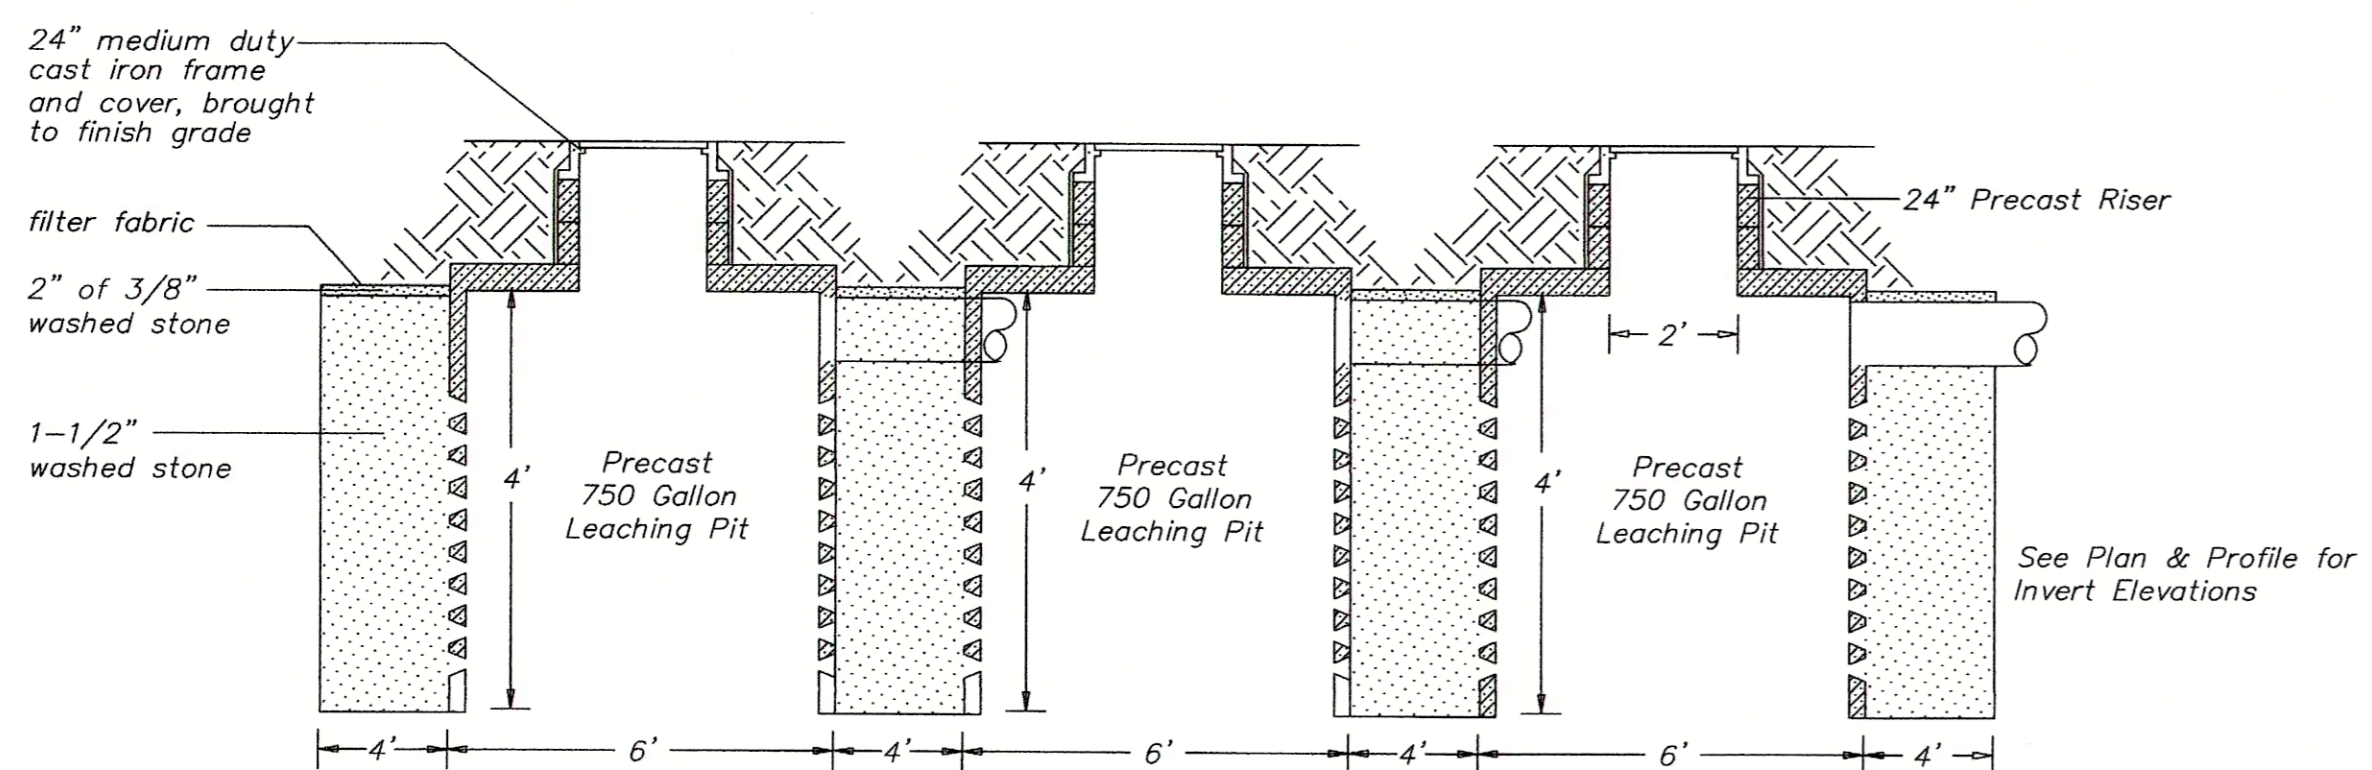 24” medium duty
cast iron frame
and cover, brought
to finish grade
filter fabric
2” of 3/8”
washed stone
1-1/2”
washed stone
24” Precast Riser
2'
4'
Precast
750 Gallon
Leaching Pit
4'
Precast
750 Gallon
Leaching Pit
4'
Precast
750 Gallon
Leaching Pit
See Plan & Profile for
Invert Elevations
4'
6'
4'
6'
4'
6'
4'